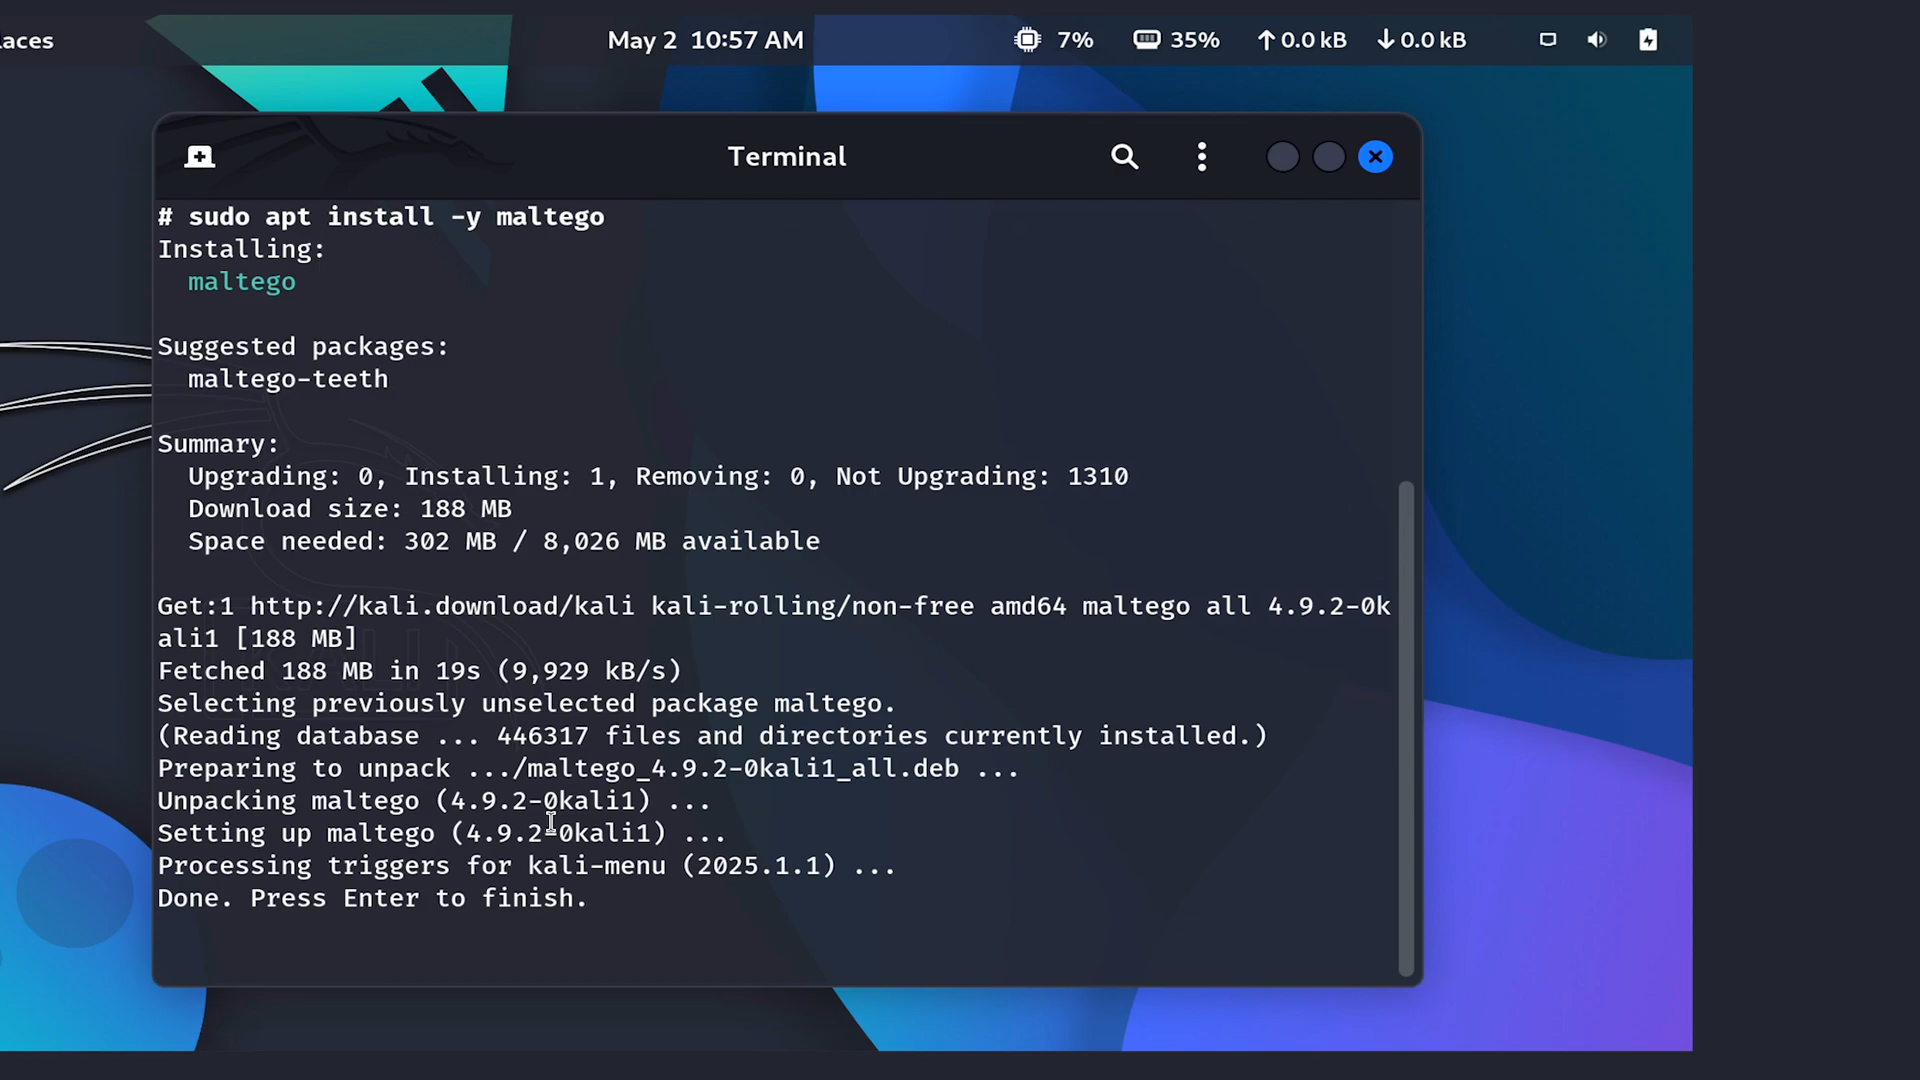 aces
May 2 10:57 AM
7%
35%
↑0.0 kB
↓0.0 kB
Terminal
# sudo apt install -y maltego
Installing:
maltego
Suggested packages:
maltego-teeth
Summary:
Upgrading: 0, Installing: 1, Removing: 0, Not Upgrading: 1310
Download size: 188 MB
Space needed: 302 MB / 8,026 MB available
Get:1 http://kali.download/kali kali-rolling/non-free amd64 maltego all 4.9.2-0k
ali1 [188 MB]
Fetched 188 MB in 19s (9,929 kB/s)
Selecting previously unselected package maltego.
(Reading database ... 446317 files and directories currently installed.)
Preparing to unpack .../maltego_4.9.2-0kali1_all.deb ...
Unpacking maltego (4.9.2-0kali1) ...
Setting up maltego (4.9.2-0kali1) ...
Processing triggers for kali-menu (2025.1.1) ...
Done. Press Enter to finish.